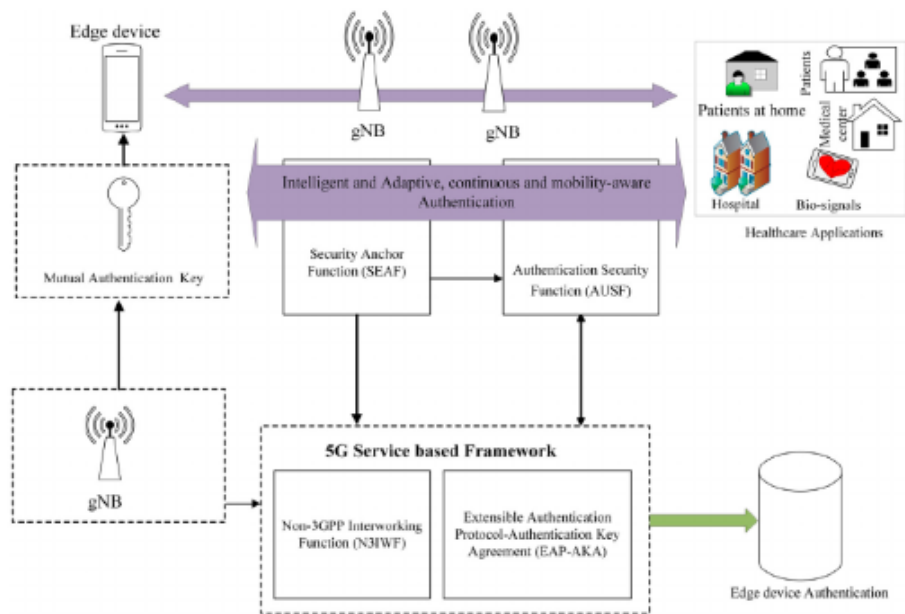 Edge device
gNB
gNB
Patients at home
Patients
Medical
center
Hospital
Bio-signals
Healthcare Applications
Intelligent and Adaptive, continuous and mobility-aware
Authentication
Mutual Authentication Key
Security Anchor
Function (SEAF)
Authentication Security
Function (AUSF)
gNB
5G Service based Framework
Non-3GPP Interworking
Function (N3IWF)
Extensible Authentication
Protocol-Authentication Key
Agreement (EAP-AKA)
Edge device Authentication